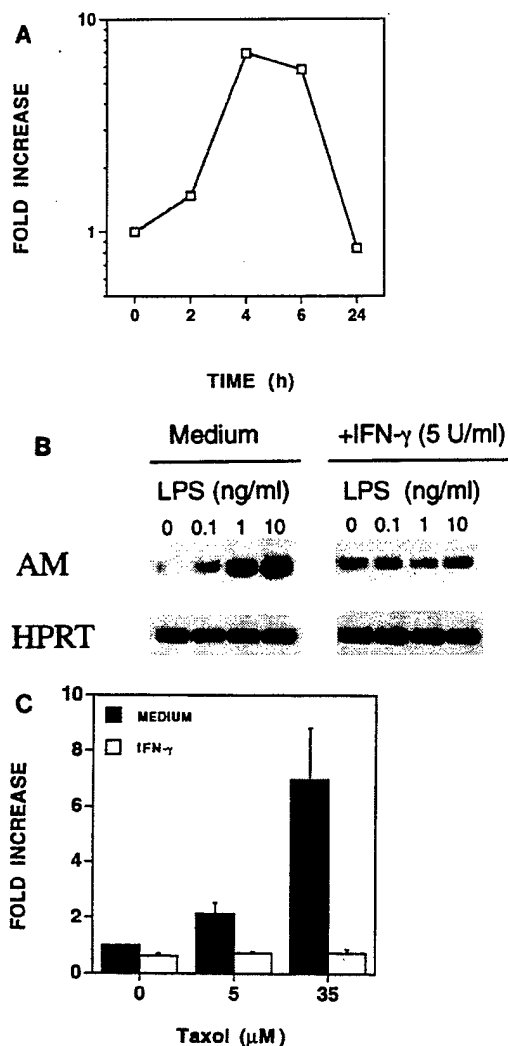 A
10
1
FOLD INCREASE
0 2 4 6 24
TIME (h)
B
Medium +IFN-γ (5 U/ml)
LPS (ng/ml) LPS (ng/ml)
0 0.1 1 10 0 0.1 1 10
AM
HPRT
C
10
8
6
4
2
0
FOLD INCREASE
MEDIUM
IFN-γ
0 5 35
Taxol (μM)